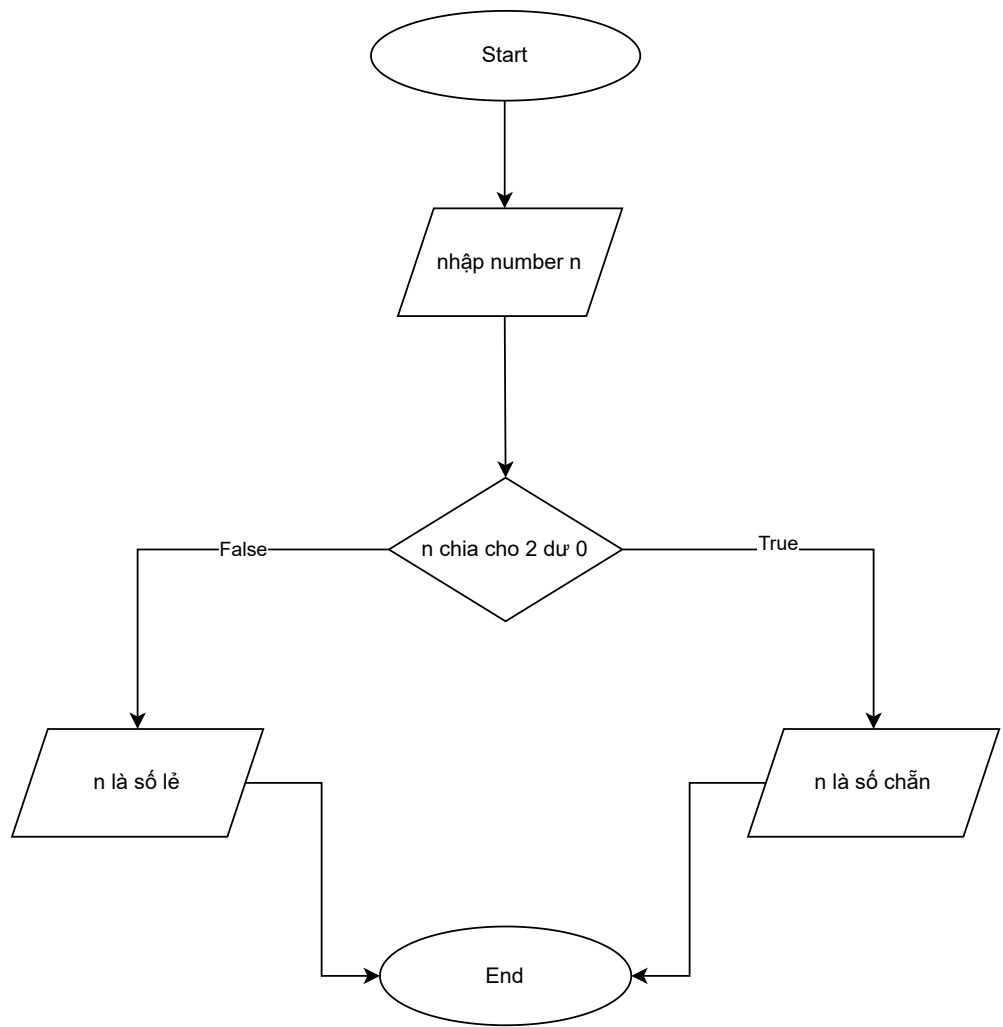 Start
nhập number n
n chia cho 2 dư 0
False
True
n là số lẻ
n là số chẵn
End